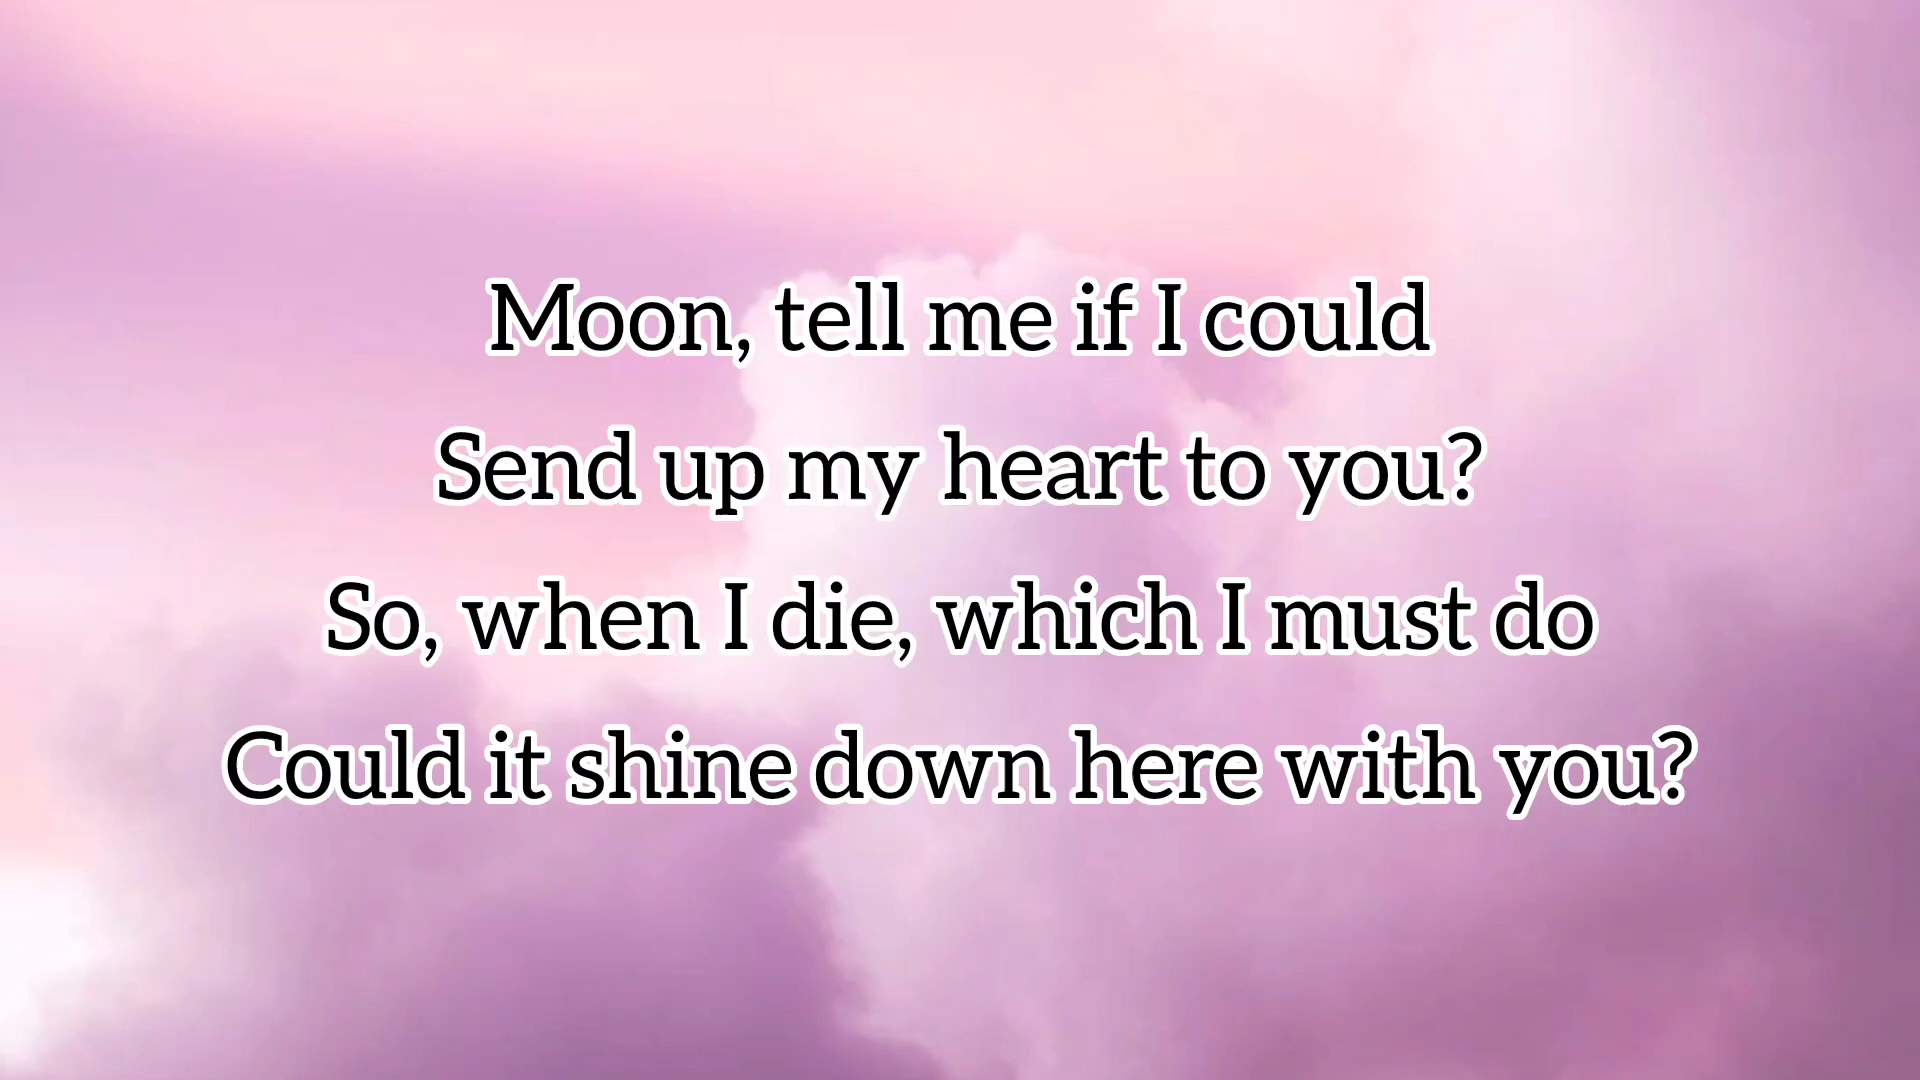 Moon, tell me if I could
Send up my heart to you?
So, when I die, which I must do
Could it shine down here with you?